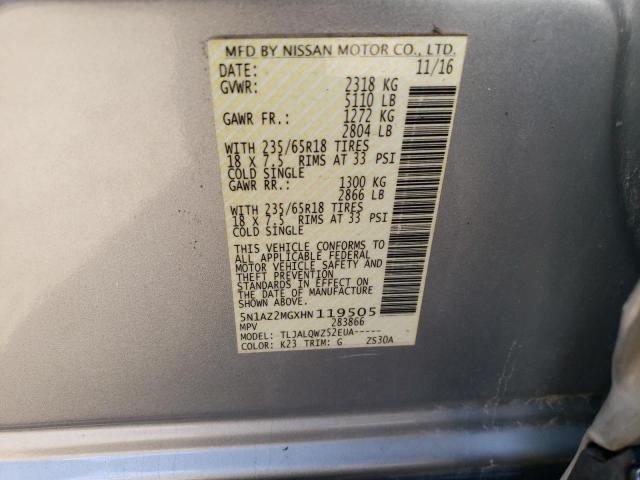 MFD BY NISSAN MOTOR CO., LTD.
DATE: 11/16
GVWR: 2318 KG
5110 LB
GAWR FR.: 1272 KG
2804 LB
WITH 235/65R18 TIRES
18 X 7.5 RIMS AT 33 PSI
COLD SINGLE
GAWR RR.: 1300 KG
2866 LB
WITH 235/65R18 TIRES
18 X 7.5 RIMS AT 33 PSI
COLD SINGLE
THIS VEHICLE CONFORMS TO
ALL APPLICABLE FEDERAL
MOTOR VEHICLE SAFETY AND
THEFT PREVENTION
STANDARDS IN EFFECT ON
THE DATE OF MANUFACTURE
SHOWN ABOVE.
5N1AZ2MGXHN119505
MPV 283866
MODEL: TLJALQWZ52EUA-----
COLOR: K23 TRIM: G Z530A